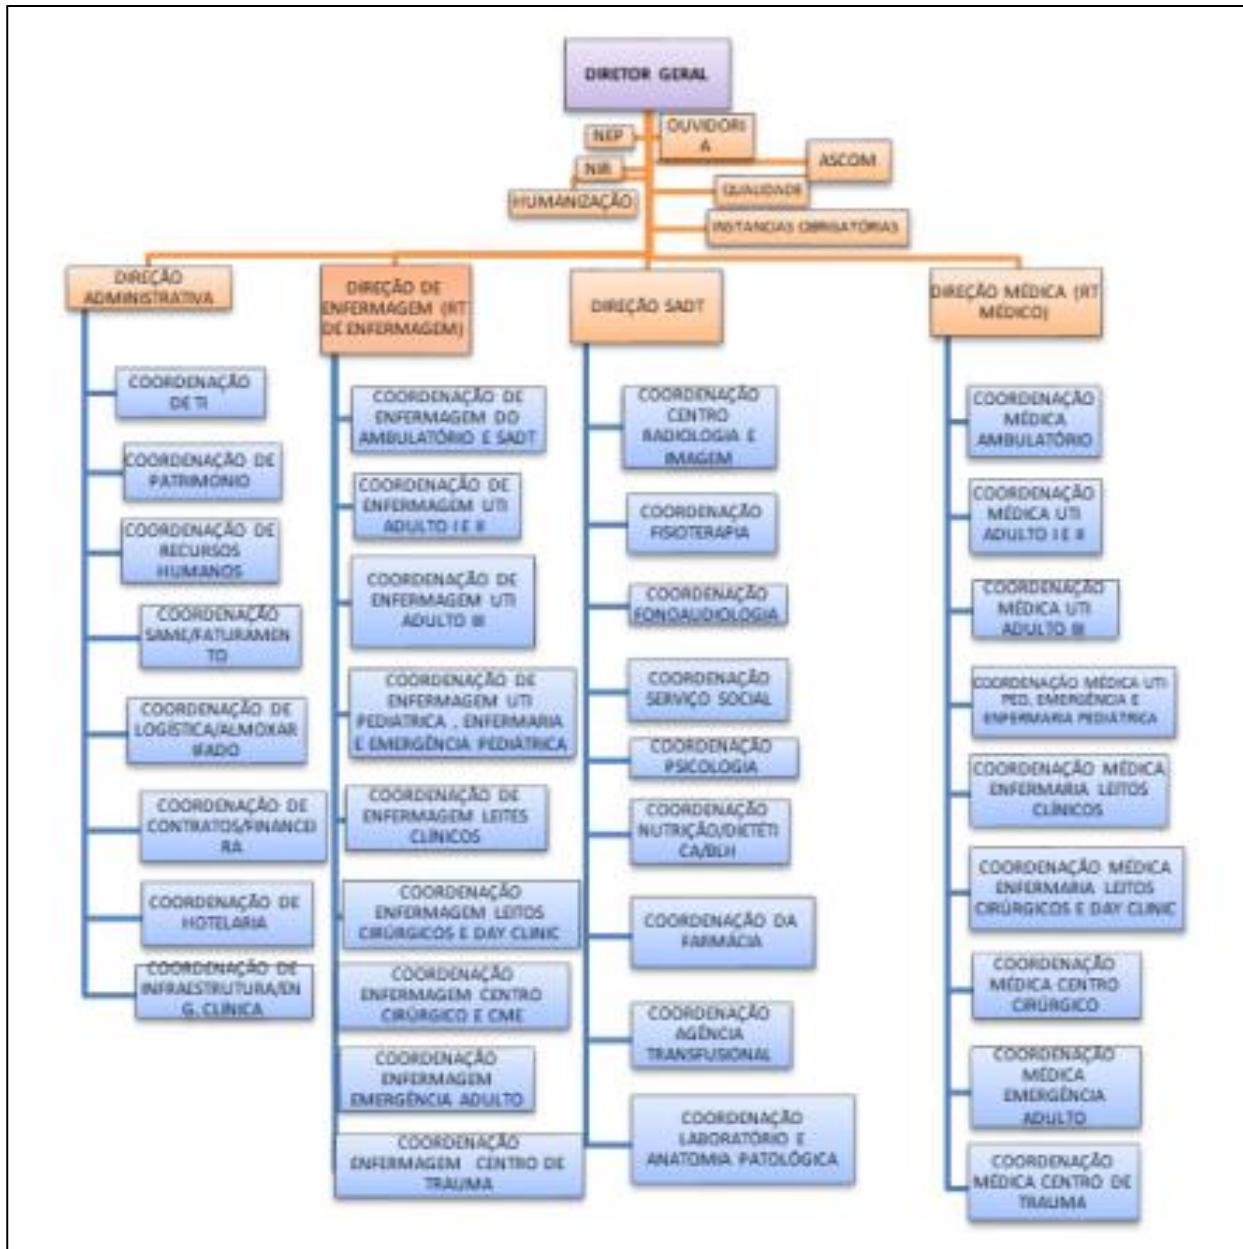 DIRETOR GERAL
NEP
OUVIDORI
A
NIR
ASCOM
HUMANIZAÇÃO
QUALIDADE
INSTANCIAS OBRIGATÓRIAS
DIREÇÃO
ADMINISTRATIVA
COORDENAÇÃO
DE TI
COORDENAÇÃO DE
PATRIMONIO
COORDENAÇÃO DE
RECURSOS
HUMANOS
COORDENAÇÃO
SAME/FATURAMEN
TO
COORDENAÇÃO DE
LOGÍSTICA/ALMOXAR
IFADO
COORDENAÇÃO DE
CONTRATOS/FINANCEI
RA
COORDENAÇÃO DE
HOTELARIA
COORDENAÇÃO DE
INFRAESTRUTURA/EN
G. CLÍNICA
DIREÇÃO DE
ENFERMAGEM (RT
DE ENFERMAGEM)
COORDENAÇÃO DE
ENFERMAGEM DO
AMBULATÓRIO E SADT
COORDENAÇÃO DE
ENFERMAGEM UTI
ADULTO I E II
COORDENAÇÃO DE
ENFERMAGEM UTI
ADULTO III
COORDENAÇÃO DE
ENFERMAGEM UTI
PEDIATRICA , ENFERMARIA
E EMERGÊNCIA PEDIÁTRICA
COORDENAÇÃO DE
ENFERMAGEM LEITES
CLÍNICOS
COORDENAÇÃO
ENFERMAGEM LEITOS
CIRÚRGICOS E DAY CLINIC
COORDENAÇÃO
ENFERMAGEM CENTRO
CIRÚRGICO E CME
COORDENAÇÃO
ENFERMAGEM
EMERGÊNCIA ADULTO
COORDENAÇÃO
ENFERMAGEM CENTRO DE
TRAUMA
DIREÇÃO SADT
COORDENAÇÃO
CENTRO
RADIOLOGIA E
IMAGEM
COORDENAÇÃO
FISIOTERAPIA
COORDENAÇÃO
FONOAUDIOLOGIA
COORDENAÇÃO
SERVIÇO SOCIAL
COORDENAÇÃO
PSICOLOGIA
COORDENAÇÃO
NUTRIÇÃO/DIETÉTI
CA/BLH
COORDENAÇÃO DA
FARMÁCIA
COORDENAÇÃO
AGÊNCIA
TRANSFUSIONAL
COORDENAÇÃO
LABORATÓRIO E
ANATOMIA PATOLÓGICA
DIREÇÃO MÉDICA (RT
MÉDICO)
COORDENAÇÃO
MÉDICA
AMBULATÓRIO
COORDENAÇÃO
MÉDICA UTI
ADULTO I E II
COORDENAÇÃO
MÉDICA UTI
ADULTO III
COORDENAÇÃO MÉDICA UTI
PED, EMERGÊNCIA E
ENFERMARIA PEDIÁTRICA
COORDENAÇÃO MÉDICA
ENFERMARIA LEITOS
CLÍNICOS
COORDENAÇÃO MÉDICA
ENFERMARIA LEITOS
CIRÚRGICOS E DAY CLINIC
COORDENAÇÃO
MÉDICA CENTRO
CIRÚRGICO
COORDENAÇÃO
MÉDICA
EMERGÊNCIA
ADULTO
COORDENAÇÃO
MÉDICA CENTRO DE
TRAUMA